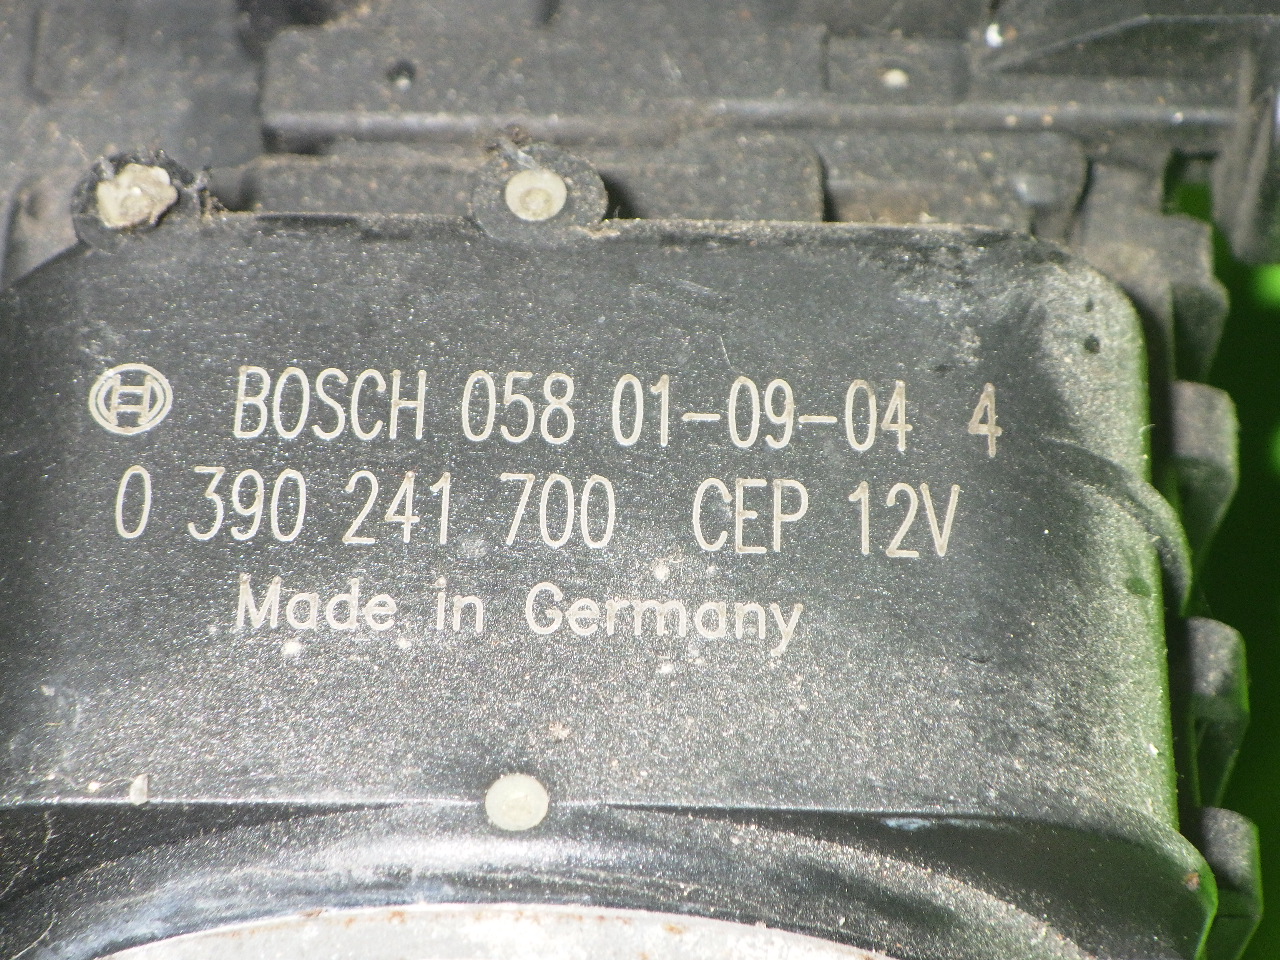 BOSCH 058 01-09-04 4
0 390 241 700 CEP 12V
Made in Germany